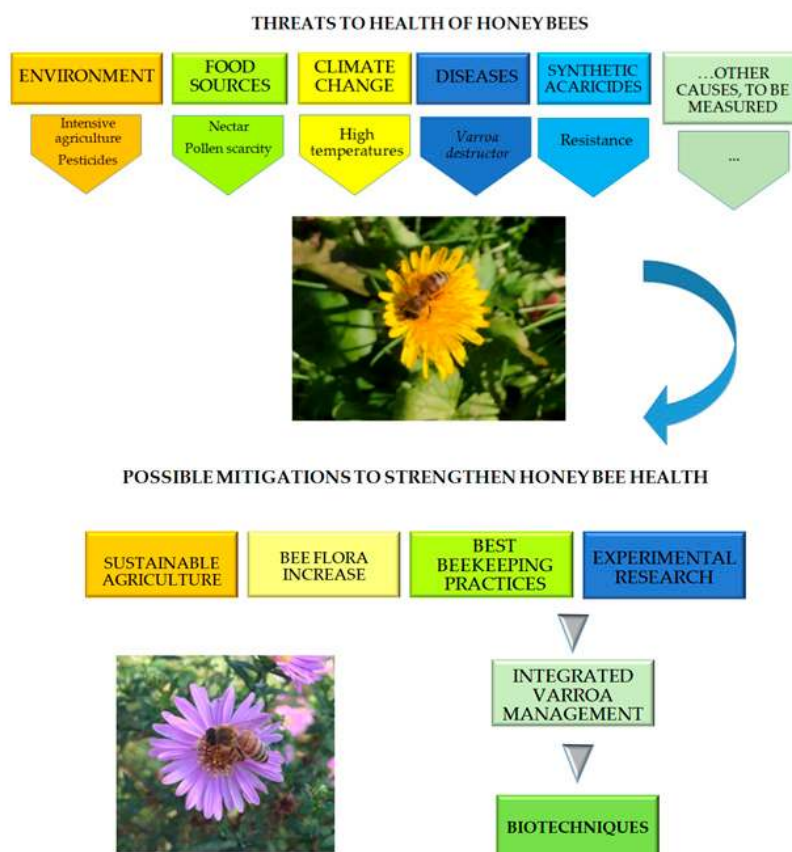 THREATS TO HEALTH OF HONEY BEES
ENVIRONMENT
FOOD
SOURCES
CLIMATE
CHANGE
DISEASES
SYNTHETIC
ACARICIDES
...OTHER
CAUSES, TO BE
MEASURED
Intensive
agriculture
Pesticides
Nectar
Pollen scarcity
High
temperatures
Varroa
destructor
Resistance
...
POSSIBLE MITIGATIONS TO STRENGTHEN HONEY BEE HEALTH
SUSTAINABLE
AGRICULTURE
BEE FLORA
INCREASE
BEST
BEEKEEPING
PRACTICES
EXPERIMENTAL
RESEARCH
INTEGRATED
VARROA
MANAGEMENT
BIOTECHNIQUES